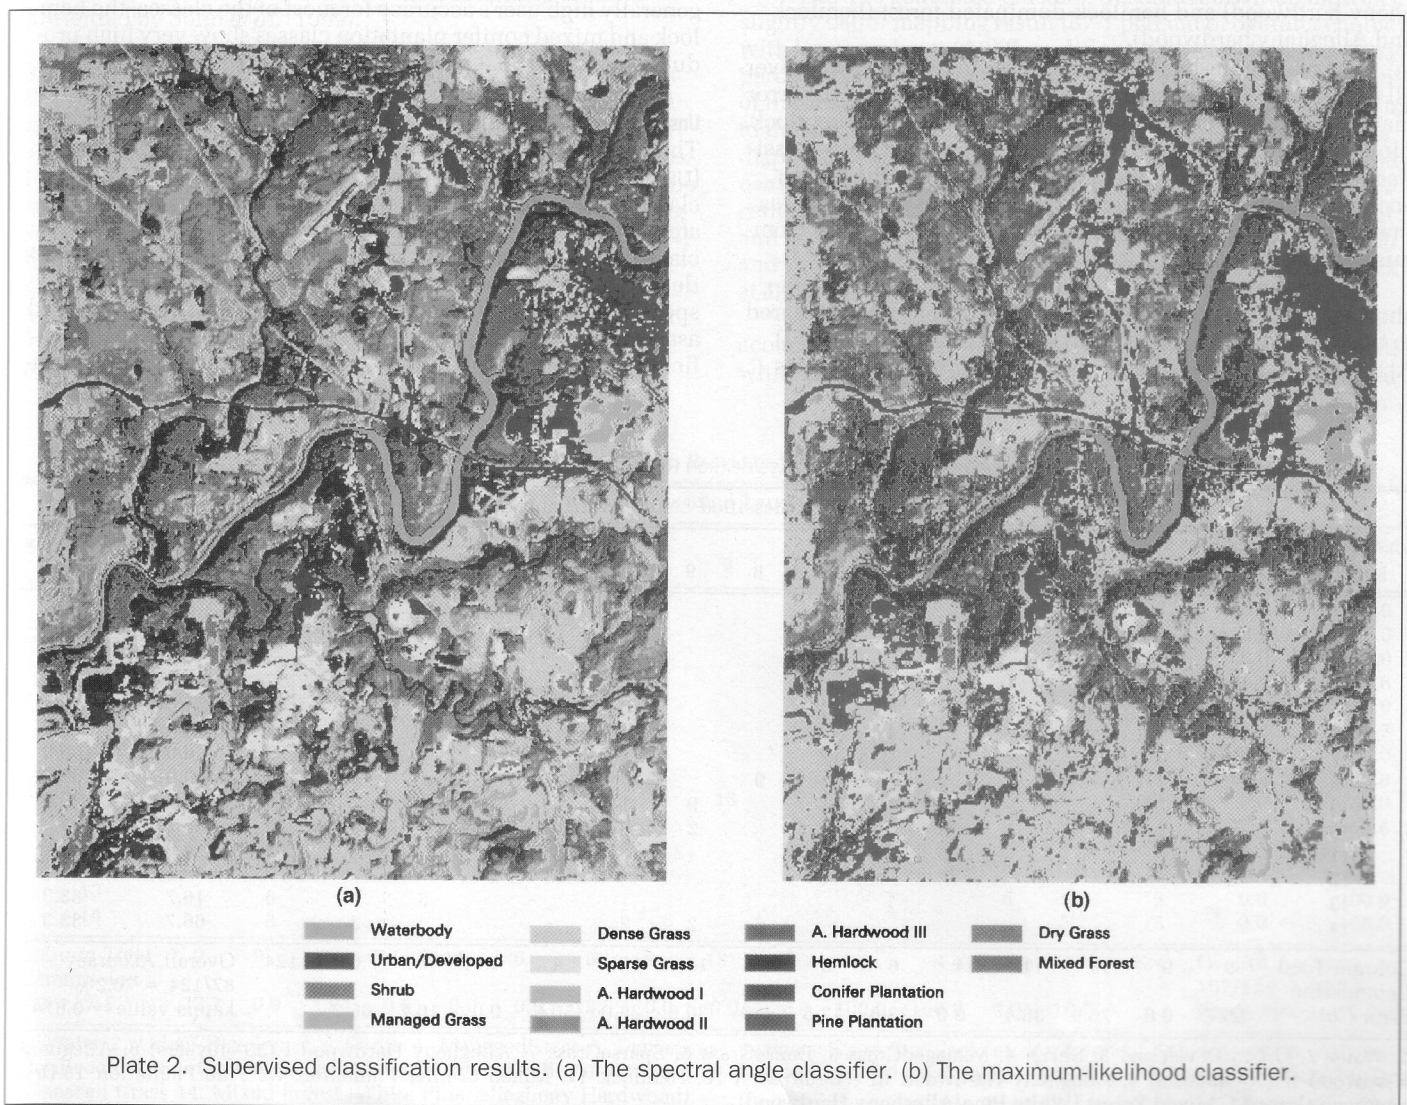 (a) (b)
Waterbody Dense Grass A. Hardwood III Dry Grass
Urban/Developed Sparse Grass Hemlock Mixed Forest
Shrub A. Hardwood I Conifer Plantation
Managed Grass A. Hardwood II Pine Plantation
Plate 2. Supervised classification results. (a) The spectral angle classifier. (b) The maximum-likelihood classifier.